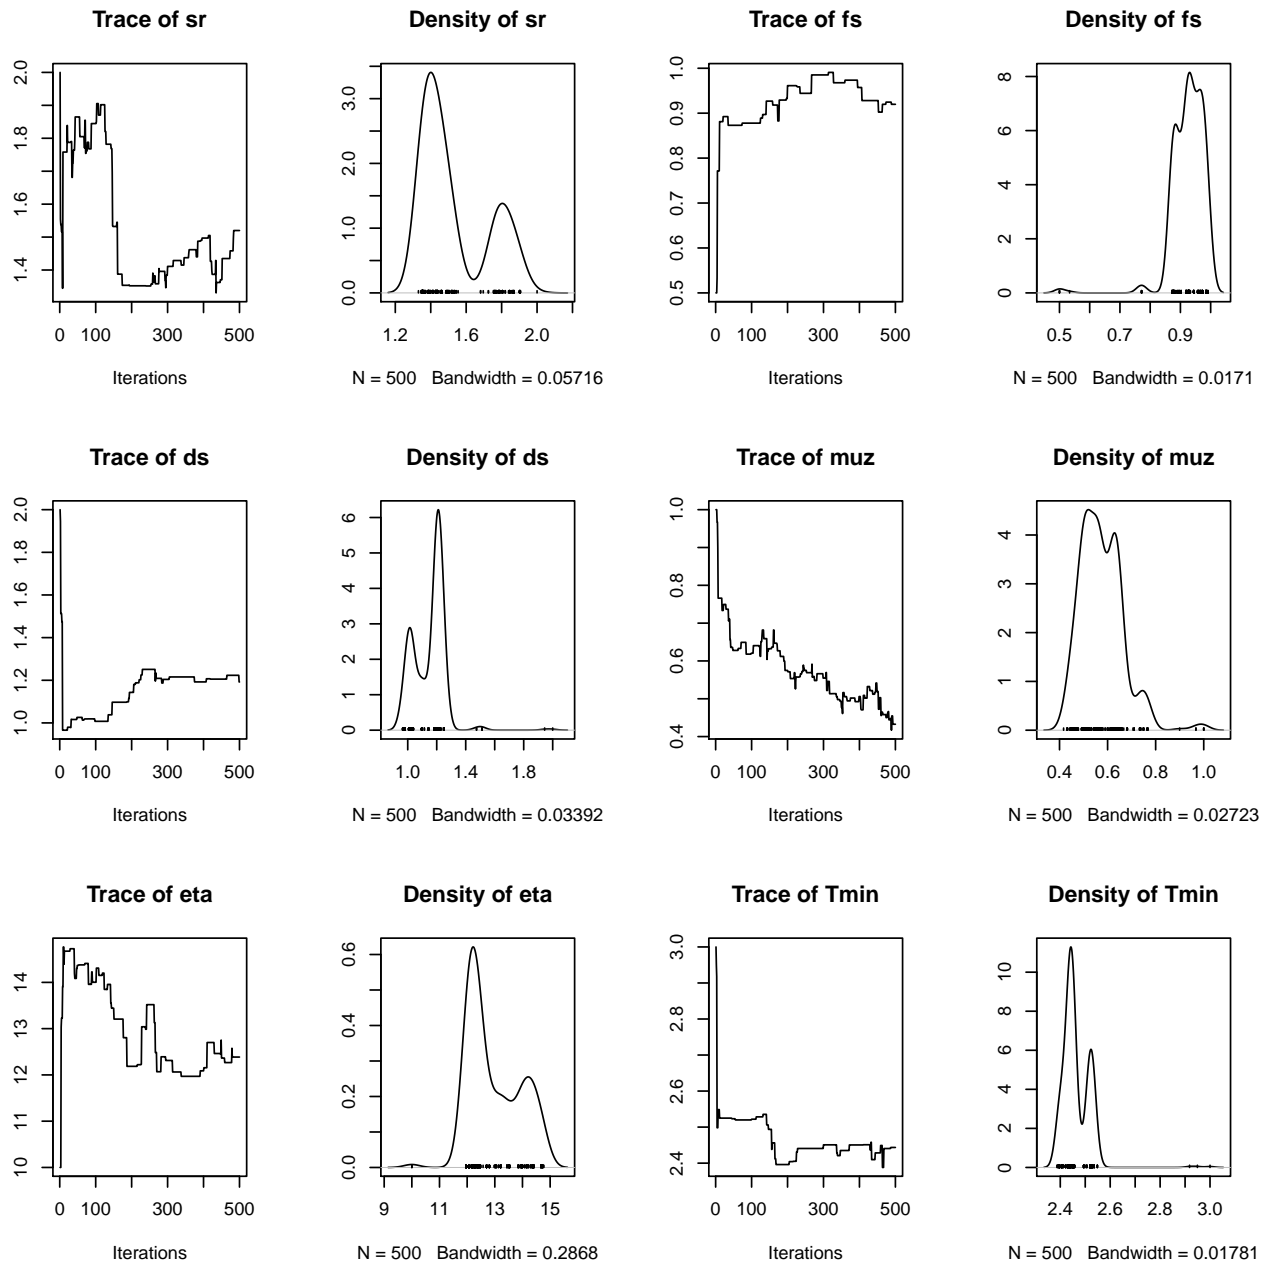 Trace of sr
Density of sr
Trace of fs
Density of fs
2.0
1.8
1.6
1.4
0 100 300 500
Iterations
3.0
2.0
1.0
0.0
1.2 1.6 2.0
N = 500 Bandwidth = 0.05716
1.0
0.9
0.8
0.7
0.6
0.5
0 100 300 500
Iterations
8
6
4
2
0
0.5 0.7 0.9
N = 500 Bandwidth = 0.0171
Trace of ds
Density of ds
Trace of muz
Density of muz
2.0
1.8
1.6
1.4
1.2
1.0
0 100 300 500
Iterations
6
5
4
3
2
1
0
1.0 1.4 1.8
N = 500 Bandwidth = 0.03392
1.0
0.8
0.6
0.4
0 100 300 500
Iterations
4
3
2
1
0
0.4 0.6 0.8 1.0
N = 500 Bandwidth = 0.02723
Trace of eta
Density of eta
Trace of Tmin
Density of Tmin
14
13
12
11
10
0 100 300 500
Iterations
0.6
0.4
0.2
0.0
9 11 13 15
N = 500 Bandwidth = 0.2868
3.0
2.8
2.6
2.4
0 100 300 500
Iterations
10
8
6
4
2
0
2.4 2.6 2.8 3.0
N = 500 Bandwidth = 0.01781